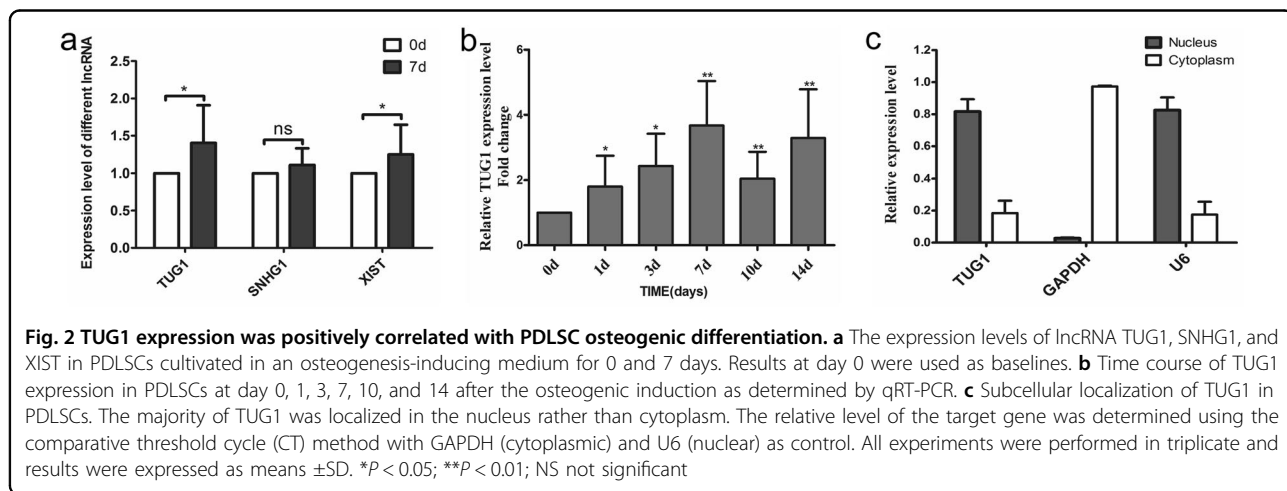 a
0d
7d
Expression level of different lncRNA
2.5
2.0
1.5
1.0
0.5
0.0
*
ns
*
TUG1
SNHG1
XIST
b
Relative TUG1 expression level
Fold change
6
4
2
0
*
*
**
**
**
0d
1d
3d
7d
10d
14d
TIME(days)
c
Nucleus
Cytoplasm
Relative expression level
1.2
1.0
0.8
0.6
0.4
0.2
0.0
TUG1
GAPDH
U6
Fig. 2 TUG1 expression was positively correlated with PDLSC osteogenic differentiation. a The expression levels of lncRNA TUG1, SNHG1, and
XIST in PDLSCs cultivated in an osteogenesis-inducing medium for 0 and 7 days. Results at day 0 were used as baselines. b Time course of TUG1
expression in PDLSCs at day 0, 1, 3, 7, 10, and 14 after the osteogenic induction as determined by qRT-PCR. c Subcellular localization of TUG1 in
PDLSCs. The majority of TUG1 was localized in the nucleus rather than cytoplasm. The relative level of the target gene was determined using the
comparative threshold cycle (CT) method with GAPDH (cytoplasmic) and U6 (nuclear) as control. All experiments were performed in triplicate and
results were expressed as means ±SD. *P < 0.05; **P < 0.01; NS not significant